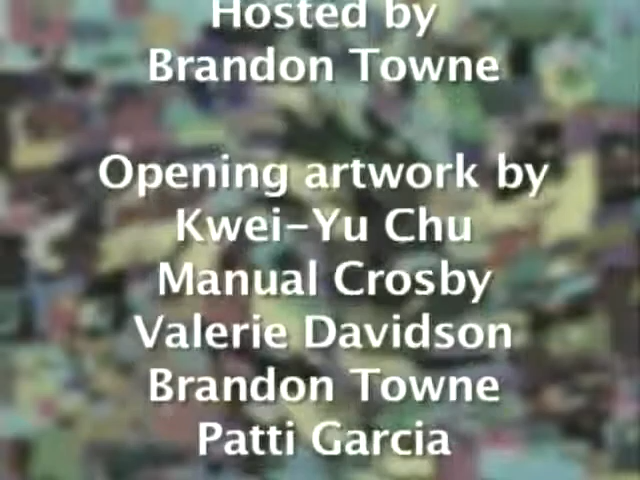 Hosted by
Brandon Towne
Opening artwork by
Kwei-Yu Chu
Manual Crosby
Valerie Davidson
Brandon Towne
Patti Garcia